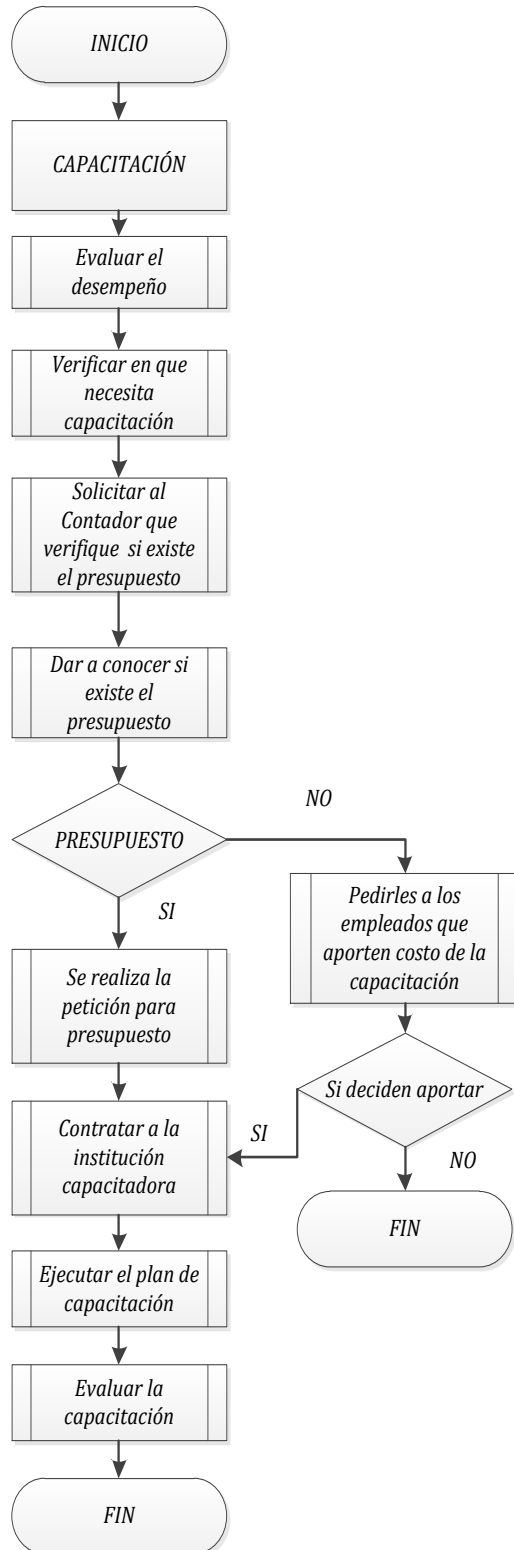 INICIO
CAPACITACIÓN
Evaluar el
desempeño
Verificar en que
necesita
capacitación
Solicitar al
Contador que
verifique si existe
el presupuesto
Dar a conocer si
existe el
presupuesto
PRESUPUESTO
NO
SI
Pedirles a los
empleados que
aporten costo de la
capacitación
Se realiza la
petición para
presupuesto
Si deciden aportar
SI
NO
Contratar a la
institución
capacitadora
FIN
Ejecutar el plan de
capacitación
Evaluar la
capacitación
FIN